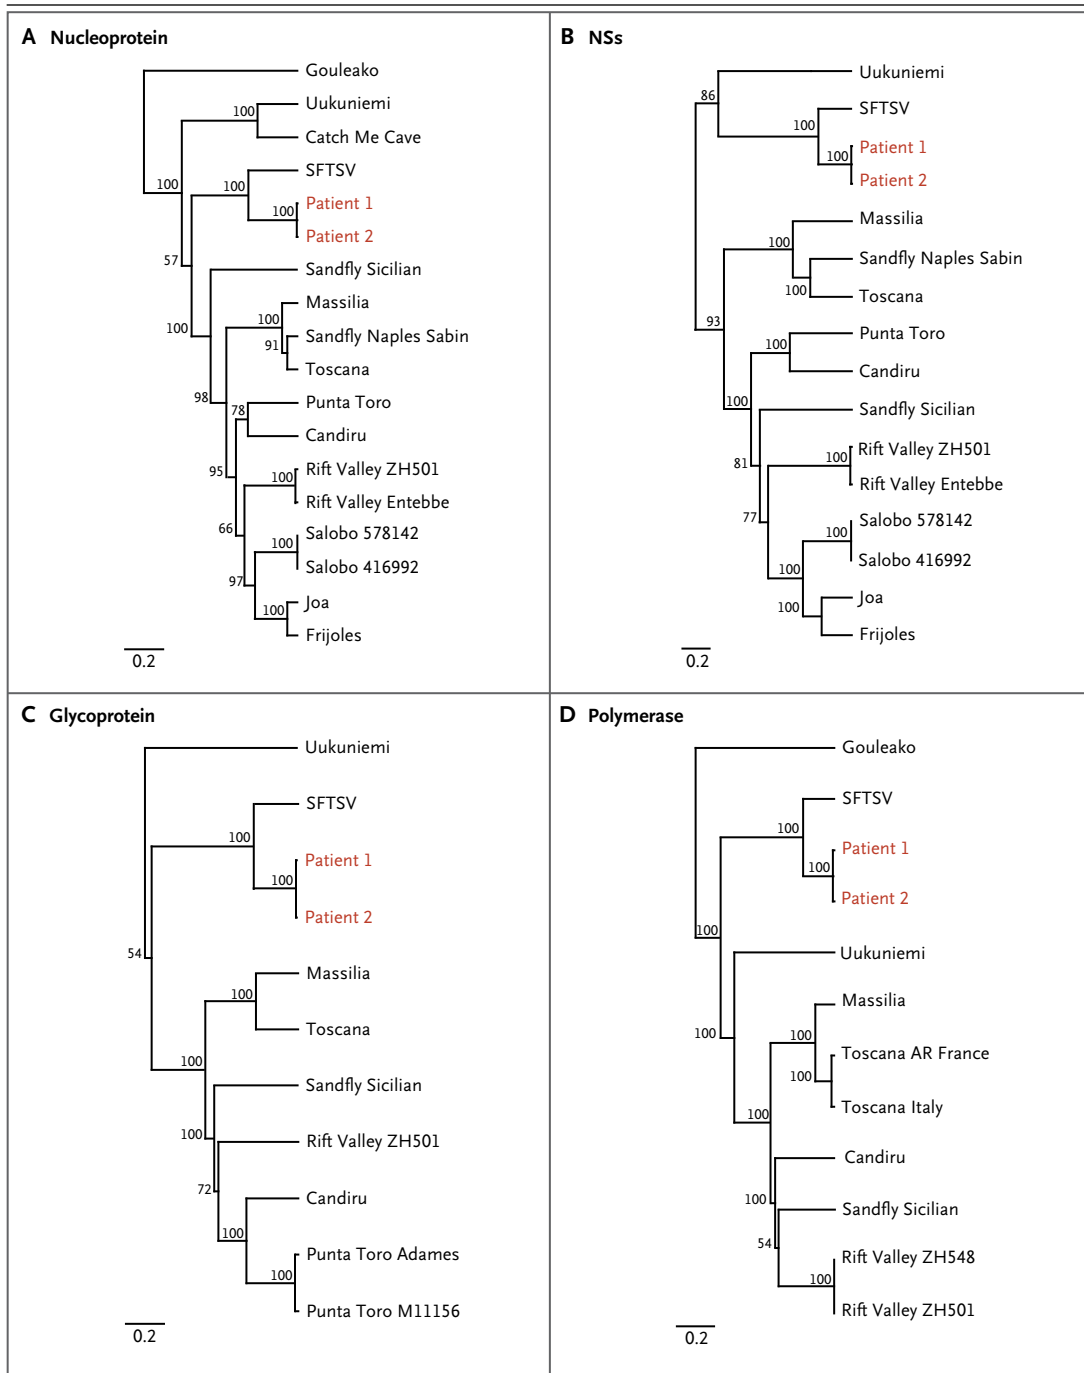 A Nucleoprotein
Gouleako
Uukuniemi
100
Catch Me Cave
SFTSV
100
100
Patient 1
100
Patient 2
57
Sandfly Sicilian
Massilia
100
100
Sandfly Naples Sabin
91
Toscana
98
Punta Toro
78
Candiru
95
Rift Valley ZH501
100
Rift Valley Entebbe
66
Salobo 578142
100
Salobo 416992
97
Joa
100
Frijoles
0.2
B NSs
Uukuniemi
86
SFTSV
100
Patient 1
100
Patient 2
Massilia
100
Sandfly Naples Sabin
100
Toscana
93
Punta Toro
100
Candiru
100
Sandfly Sicilian
Rift Valley ZH501
100
81
Rift Valley Entebbe
77
Salobo 578142
100
Salobo 416992
100
Joa
100
Frijoles
0.2
C Glycoprotein
Uukuniemi
SFTSV
100
Patient 1
100
Patient 2
54
Massilia
100
Toscana
100
Sandfly Sicilian
100
Rift Valley ZH501
72
Candiru
100
Punta Toro Adames
100
Punta Toro M11156
0.2
D Polymerase
Gouleako
SFTSV
100
Patient 1
100
Patient 2
100
Uukuniemi
Massilia
100
100
Toscana AR France
100
Toscana Italy
100
Candiru
100
Sandfly Sicilian
54
Rift Valley ZH548
100
Rift Valley ZH501
0.2